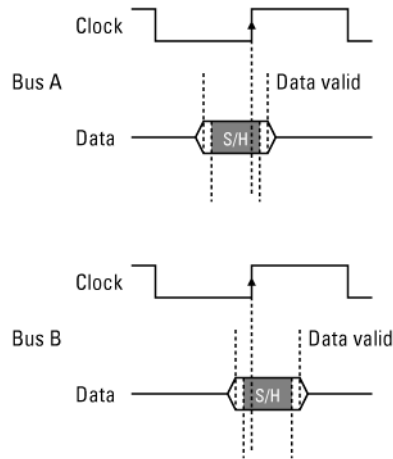 Clock
Bus A
Data valid
Data
S/H
Clock
Bus B
Data valid
Data
S/H